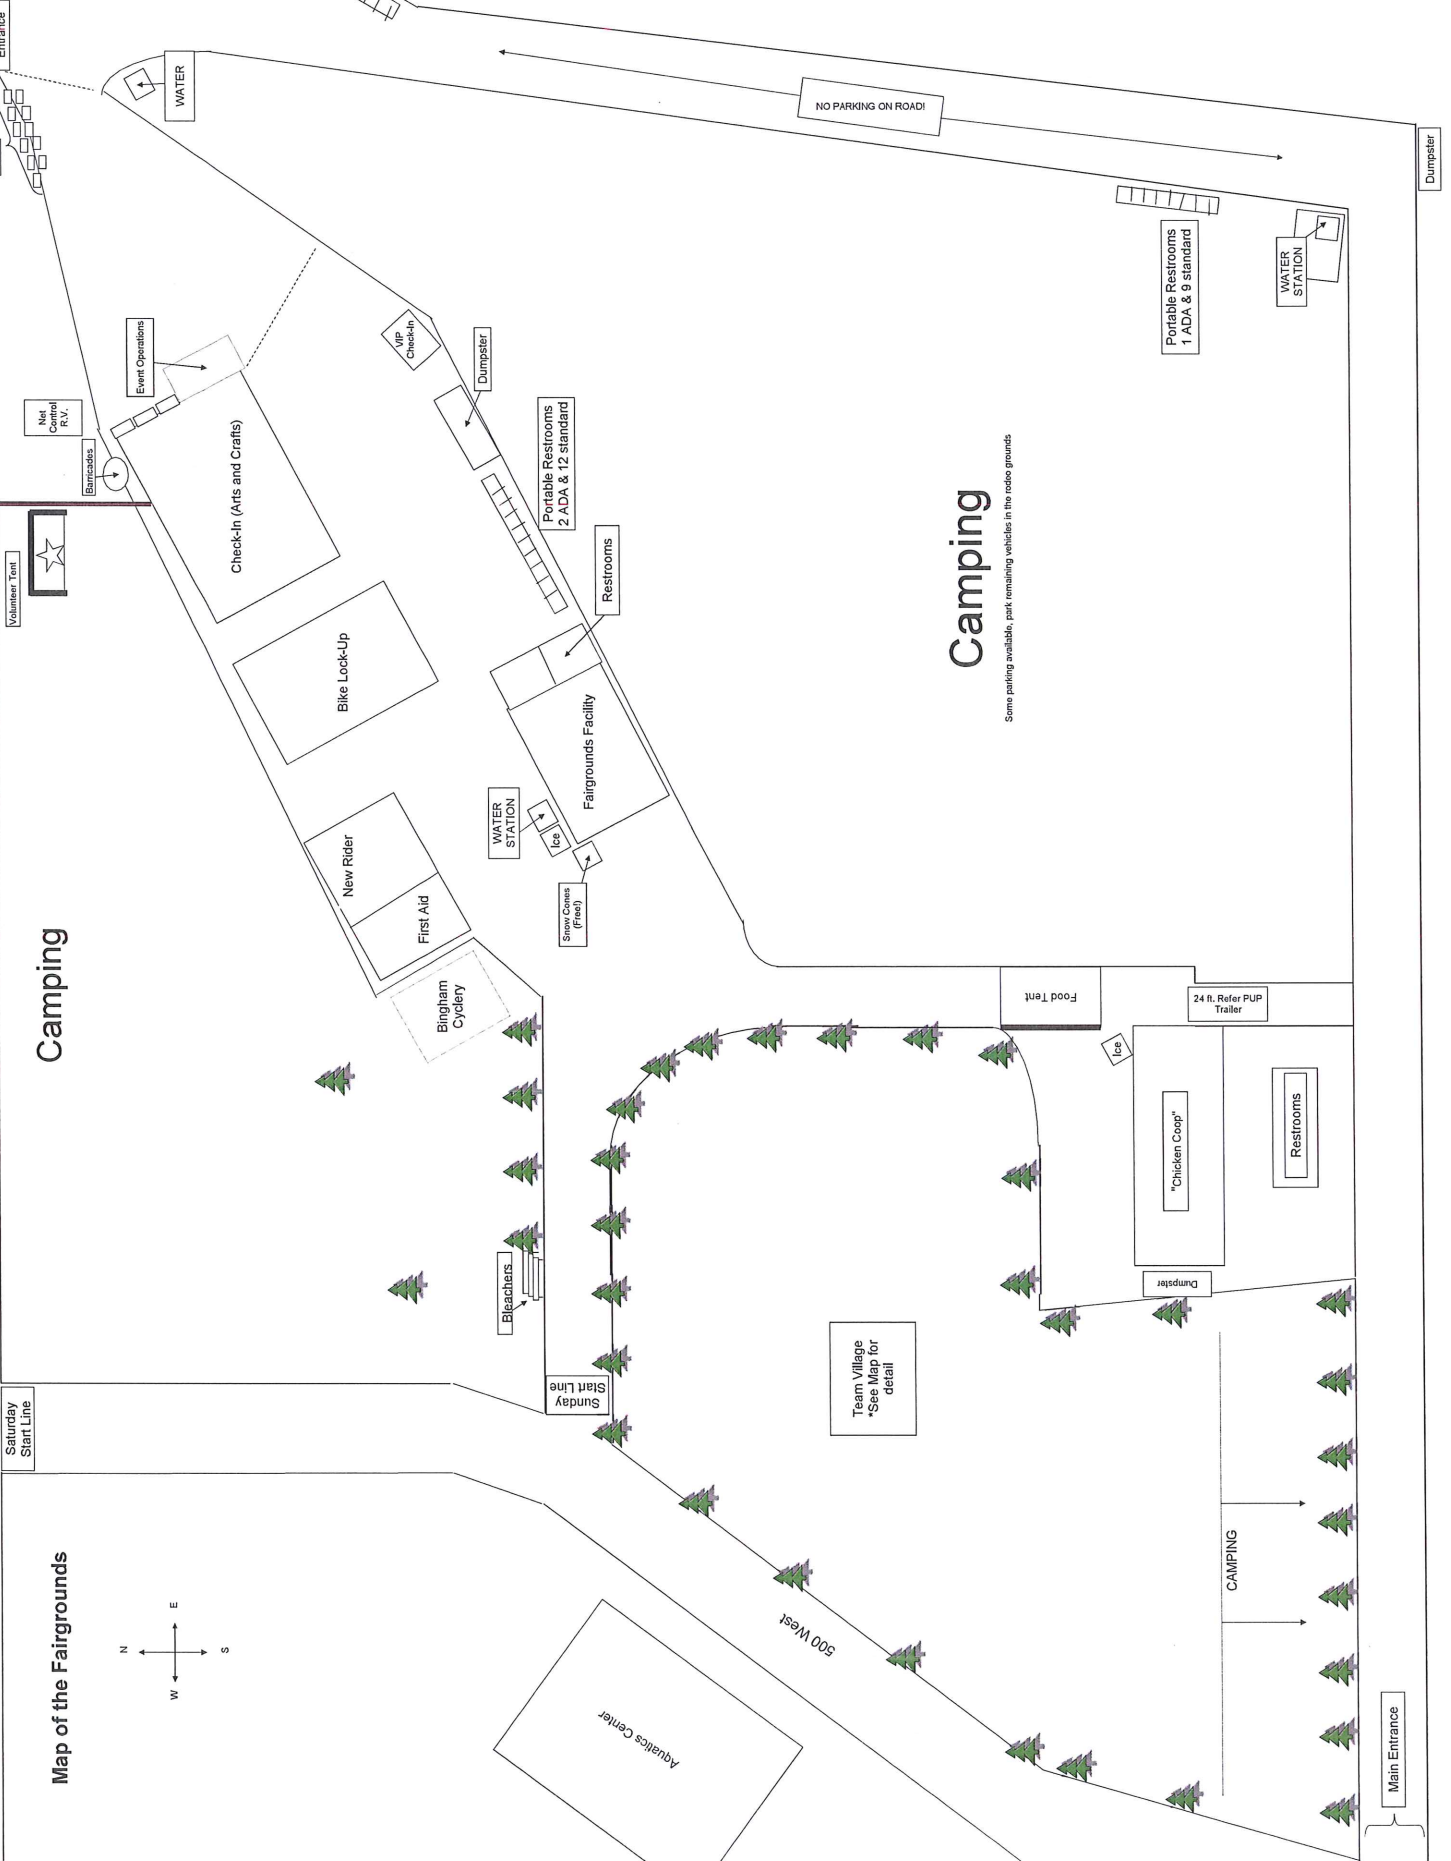 Map of the Fairgrounds
N
W
E
S
Saturday
Start Line
Camping
Volunteer Tent
Net
Control
R.V.
Barricades
Entrance
WATER
Event Operations
Check-In (Arts and Crafts)
Bike Lock-Up
New Rider
First Aid
Bingham
Cyclery
VIP
Check-In
Dumpster
Portable Restrooms
2 ADA & 12 standard
Restrooms
Fairgrounds Facility
WATER
STATION
Ice
Snow Cones
(Free!)
Bleachers
Sunday
Start Line
NO PARKING ON ROAD!
Dumpster
Portable Restrooms
1 ADA & 9 standard
WATER
STATION
Camping
Some parking available, park remaining vehicles in the rodeo grounds
Food Tent
24 ft. Refer PUP
Trailer
Ice
"Chicken Coop"
Restrooms
Dumpster
Team Village
*See Map for
detail
500 West
Aquatics Center
CAMPING
Main Entrance